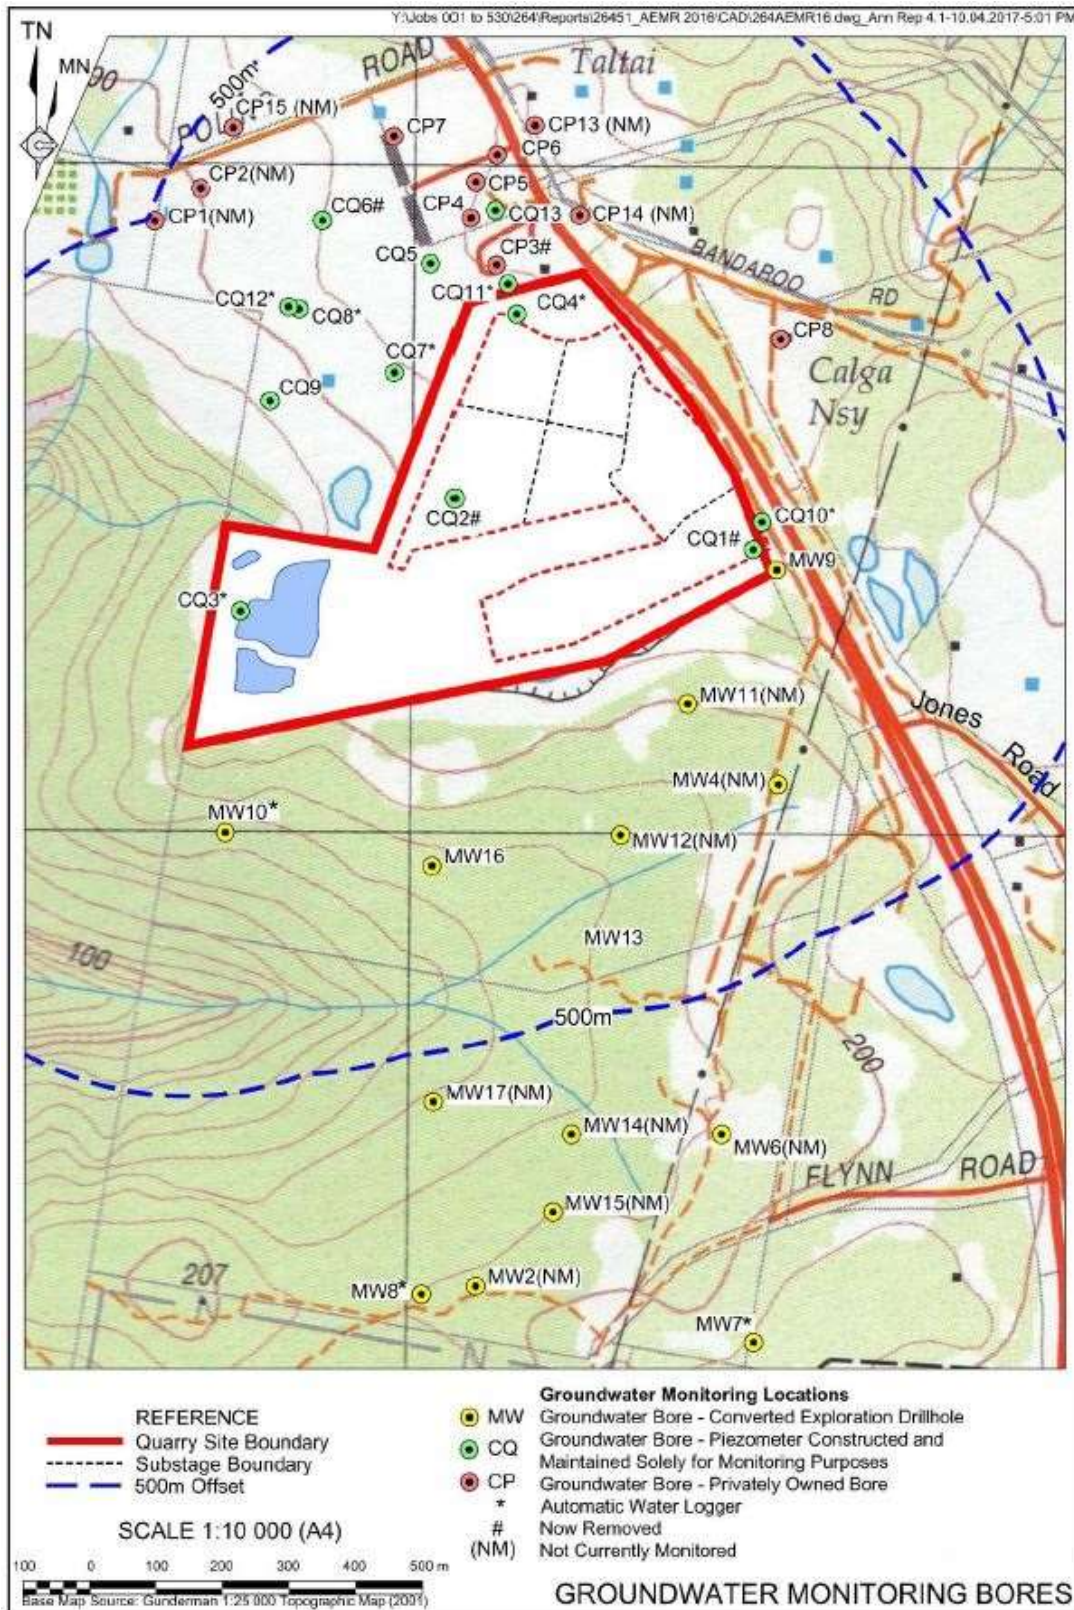 Y:\Jobs 001 to 530\264\Reports\26451_AEMR 2016\CAD\264AEMR16.dwg_Ann Rep 4.1-10.04.2017-5:01 PM
TN
MN
500m
ROAD
Taltai
CP15 (NM)
CP7
CP13 (NM)
CP6
CP2(NM)
CP5
CP1(NM)
CQ6#
CP4
CQ13
CP14 (NM)
CQ5
CP3#
BANDAROO
RD
CQ11*
CQ12*
CQ8*
CQ4*
CP8
CQ7*
Calga
Nsy
CQ9
CQ2#
CQ10*
CQ1#
MW9
CQ3*
MW11(NM)
Jones
Road
MW4(NM)
MW10*
MW12(NM)
MW16
MW13
100
500m
200
MW17(NM)
MW14(NM)
MW6(NM)
FLYNN ROAD
MW15(NM)
207
MW8*
MW2(NM)
MW7*
N
REFERENCE
Quarry Site Boundary
Substage Boundary
500m Offset
SCALE 1:10 000 (A4)
100 0 100 200 300 400 500 m
Base Map Source: Gunderman 1:25 000 Topographic Map (2001)
Groundwater Monitoring Locations
MW Groundwater Bore - Converted Exploration Drillhole
CQ Groundwater Bore - Piezometer Constructed and
Maintained Solely for Monitoring Purposes
CP Groundwater Bore - Privately Owned Bore
* Automatic Water Logger
# Now Removed
(NM) Not Currently Monitored
GROUNDWATER MONITORING BORES